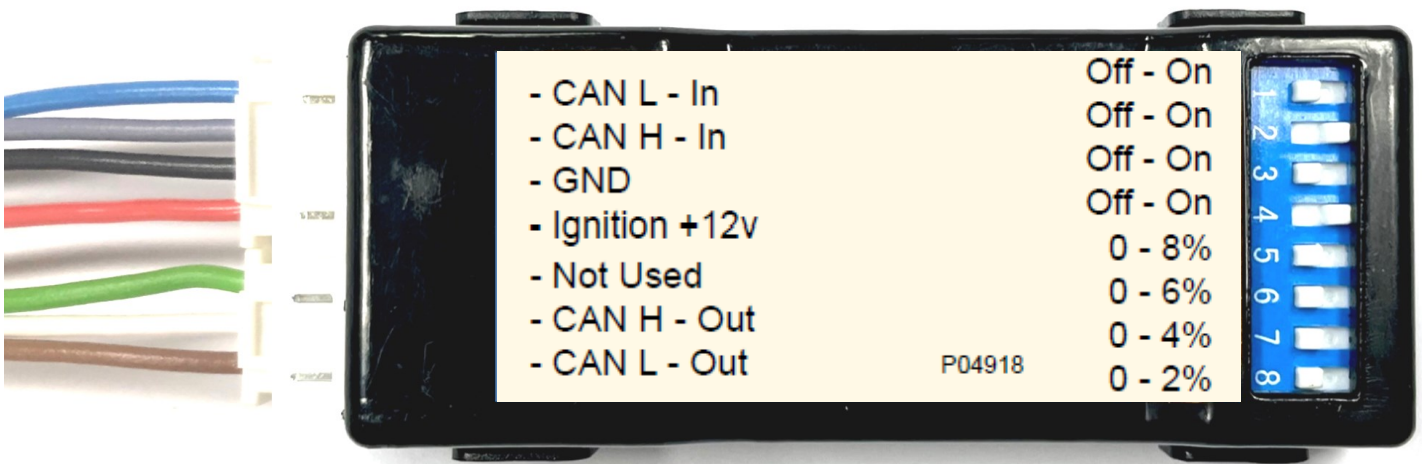 - CAN L - In
- CAN H - In
- GND
- Ignition +12v
- Not Used
- CAN H - Out
- CAN L - Out
P04918
Off - On
Off - On
Off - On
Off - On
0 - 8%
0 - 6%
0 - 4%
0 - 2%
1
2
3
4
5
6
7
8